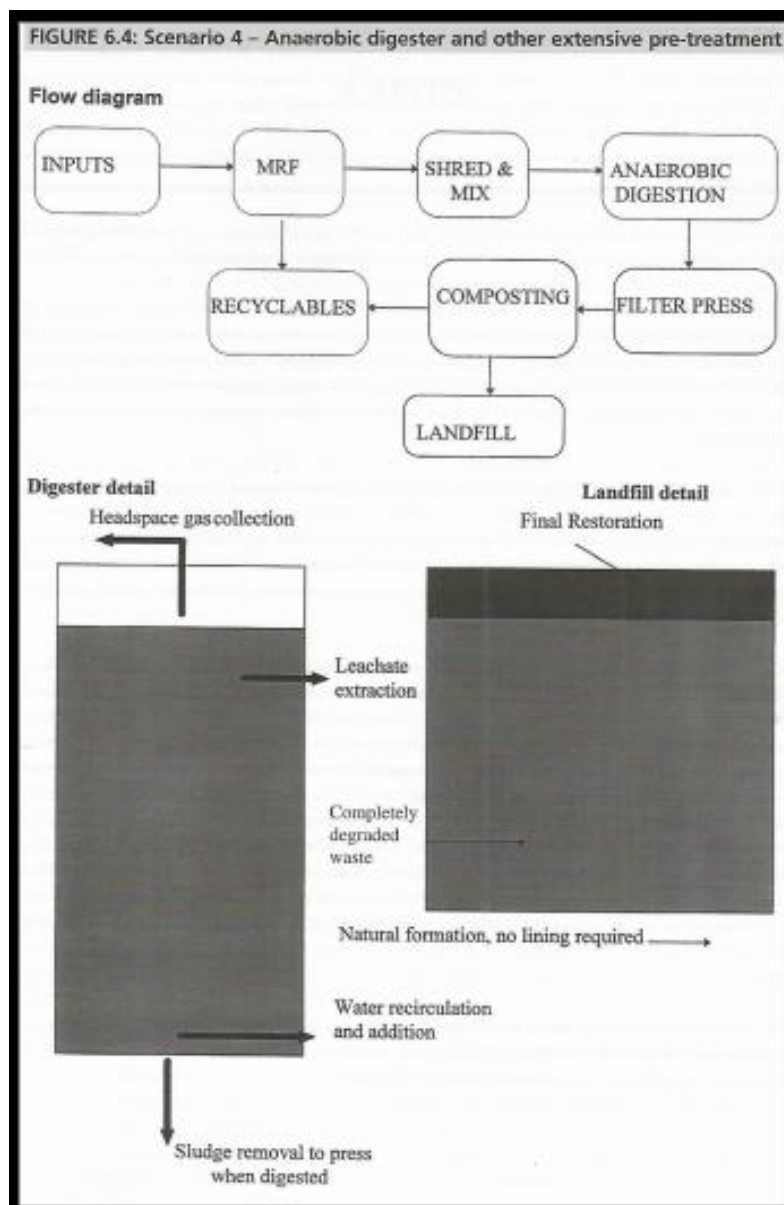 FIGURE 6.4: Scenario 4 – Anaerobic digester and other extensive pre-treatment
Flow diagram
INPUTS
MRF
SHRED &
MIX
ANAEROBIC
DIGESTION
RECYCLABLES
COMPOSTING
FILTER PRESS
LANDFILL
Digester detail
Headspace gas collection
Leachate
extraction
Water recirculation
and addition
Sludge removal to press
when digested
Landfill detail
Final Restoration
Completely
degraded
waste
Natural formation, no lining required